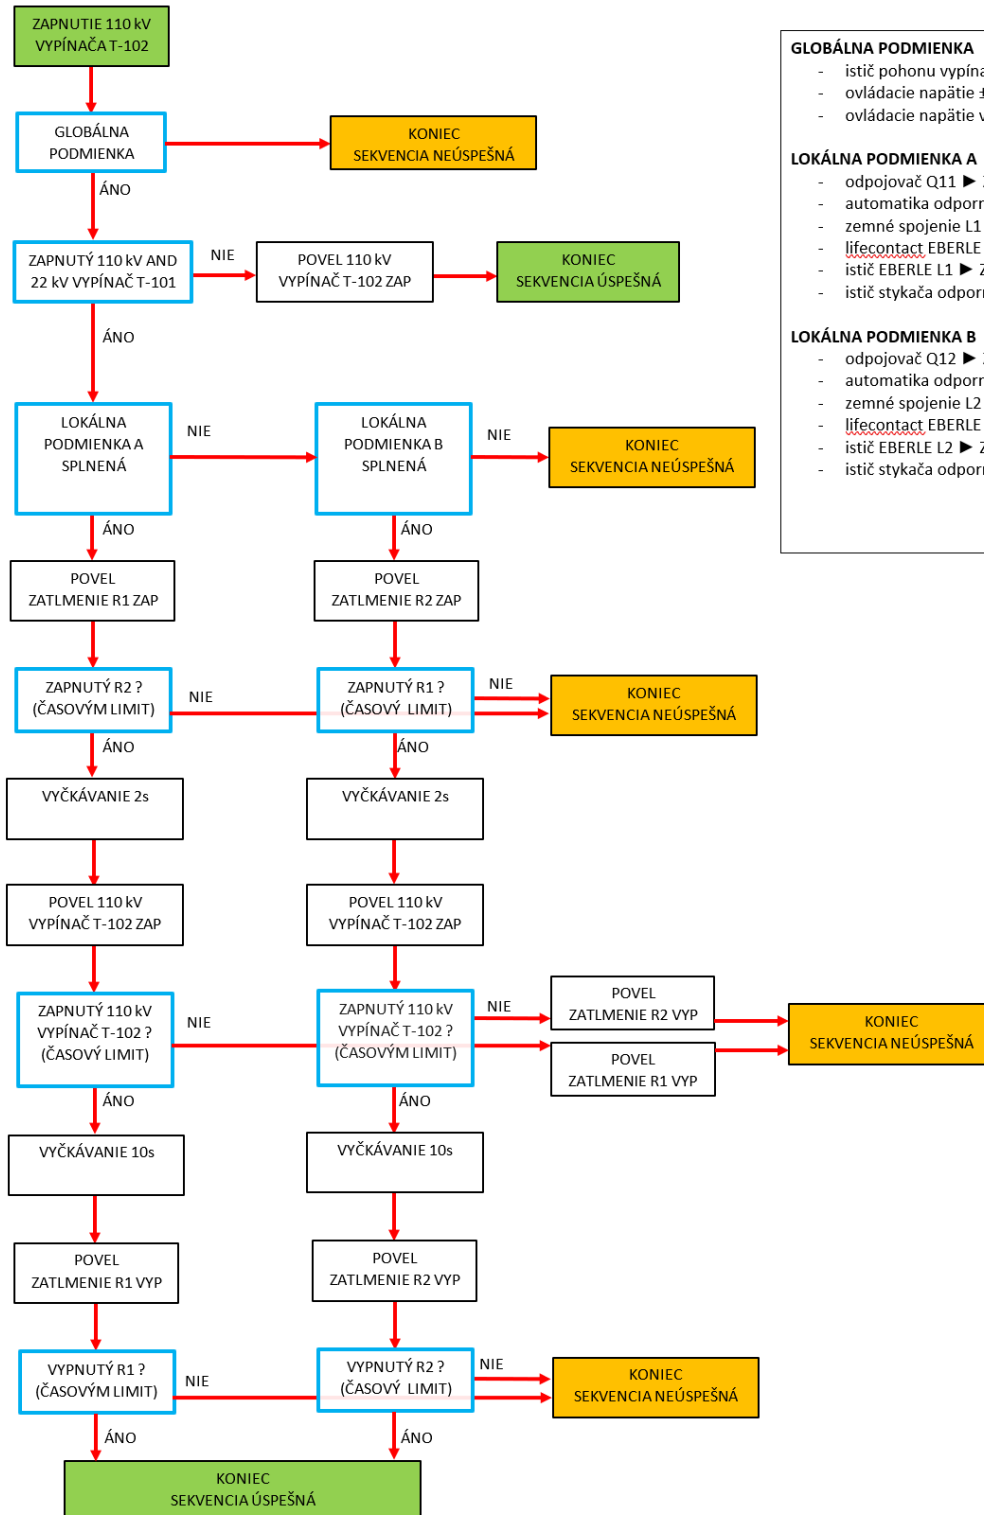 ZAPNUTIE 110 kV
VYPÍNAČA T-102
GLOBÁLNA
PODMIENKA
KONIEC
SEKVENCIA NEÚSPEŠNÁ
ÁNO
ZAPNUTÝ 110 kV AND
22 kV VYPÍNAČ T-101
NIE
POVEL 110 kV
VYPÍNAČ T-102 ZAP
KONIEC
SEKVENCIA ÚSPEŠNÁ
ÁNO
LOKÁLNA
PODMIENKA A
SPLNENÁ
NIE
LOKÁLNA
PODMIENKA B
SPLNENÁ
NIE
KONIEC
SEKVENCIA NEÚSPEŠNÁ
ÁNO
ÁNO
POVEL
ZATLMENIE R1 ZAP
POVEL
ZATLMENIE R2 ZAP
ZAPNUTÝ R2 ?
(ČASOVÝM LIMIT)
NIE
ZAPNUTÝ R1 ?
(ČASOVÝ LIMIT)
NIE
KONIEC
SEKVENCIA NEÚSPEŠNÁ
ÁNO
ÁNO
VYČKÁVANIE 2s
VYČKÁVANIE 2s
POVEL 110 kV
VYPÍNAČ T-102 ZAP
POVEL 110 kV
VYPÍNAČ T-102 ZAP
ZAPNUTÝ 110 kV
VYPÍNAČ T-102 ?
(ČASOVÝ LIMIT)
NIE
ZAPNUTÝ 110 kV
VYPÍNAČ T-102 ?
(ČASOVÝM LIMIT)
NIE
POVEL
ZATLMENIE R2 VYP
POVEL
ZATLMENIE R1 VYP
KONIEC
SEKVENCIA NEÚSPEŠNÁ
ÁNO
ÁNO
VYČKÁVANIE 10s
VYČKÁVANIE 10s
POVEL
ZATLMENIE R1 VYP
POVEL
ZATLMENIE R2 VYP
VYPNUTÝ R1 ?
(ČASOVÝM LIMIT)
NIE
VYPNUTÝ R2 ?
(ČASOVÝ LIMIT)
NIE
KONIEC
SEKVENCIA NEÚSPEŠNÁ
ÁNO
ÁNO
KONIEC
SEKVENCIA ÚSPEŠNÁ
GLOBÁLNA PODMIENKA
- istič pohonu
- ovládacie napätie
- ovládacie napätie
LOKÁLNA PODMIENKA A
- odpojovač Q11 ►
- automatika
- zemné spojenie L1
- lifecontact EBERLE
- istič EBERLE L1 ►
- istič stykača
LOKÁLNA PODMIENKA B
- odpojovač Q12 ►
- automatika
- zemné spojenie L2
- lifecontact EBERLE
- istič EBERLE L2 ►
- istič stykača